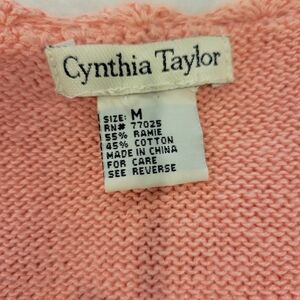 Cynthia Taylor
SIZE: M
RN# 77025
55% RAMIE
45% COTTON
MADE IN CHINA
FOR CARE
SEE REVERSE